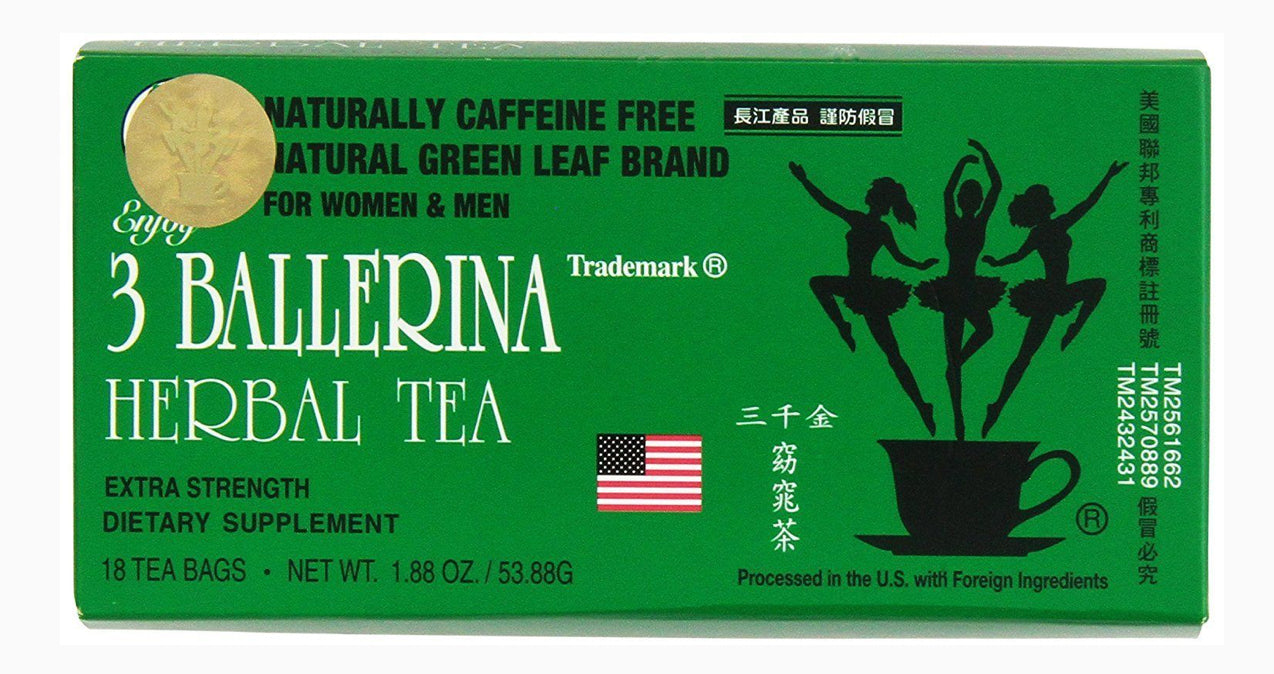 HERBAL TEA
NATURALLY CAFFEINE FREE
NATURAL GREEN LEAF BRAND
FOR WOMEN & MEN
長江產品 謹防假冒
Enjoy
3 BALLERINA
Trademark ®
HERBAL TEA
EXTRA STRENGTH
DIETARY SUPPLEMENT
18 TEA BAGS • NET WT. 1.88 OZ. / 53.88G
三千金
窈窕茶
®
Processed in the U.S. with Foreign Ingredients
美國聯邦專利商標註冊號
TM2561662
TM2570889
TM2432431
假冒必究